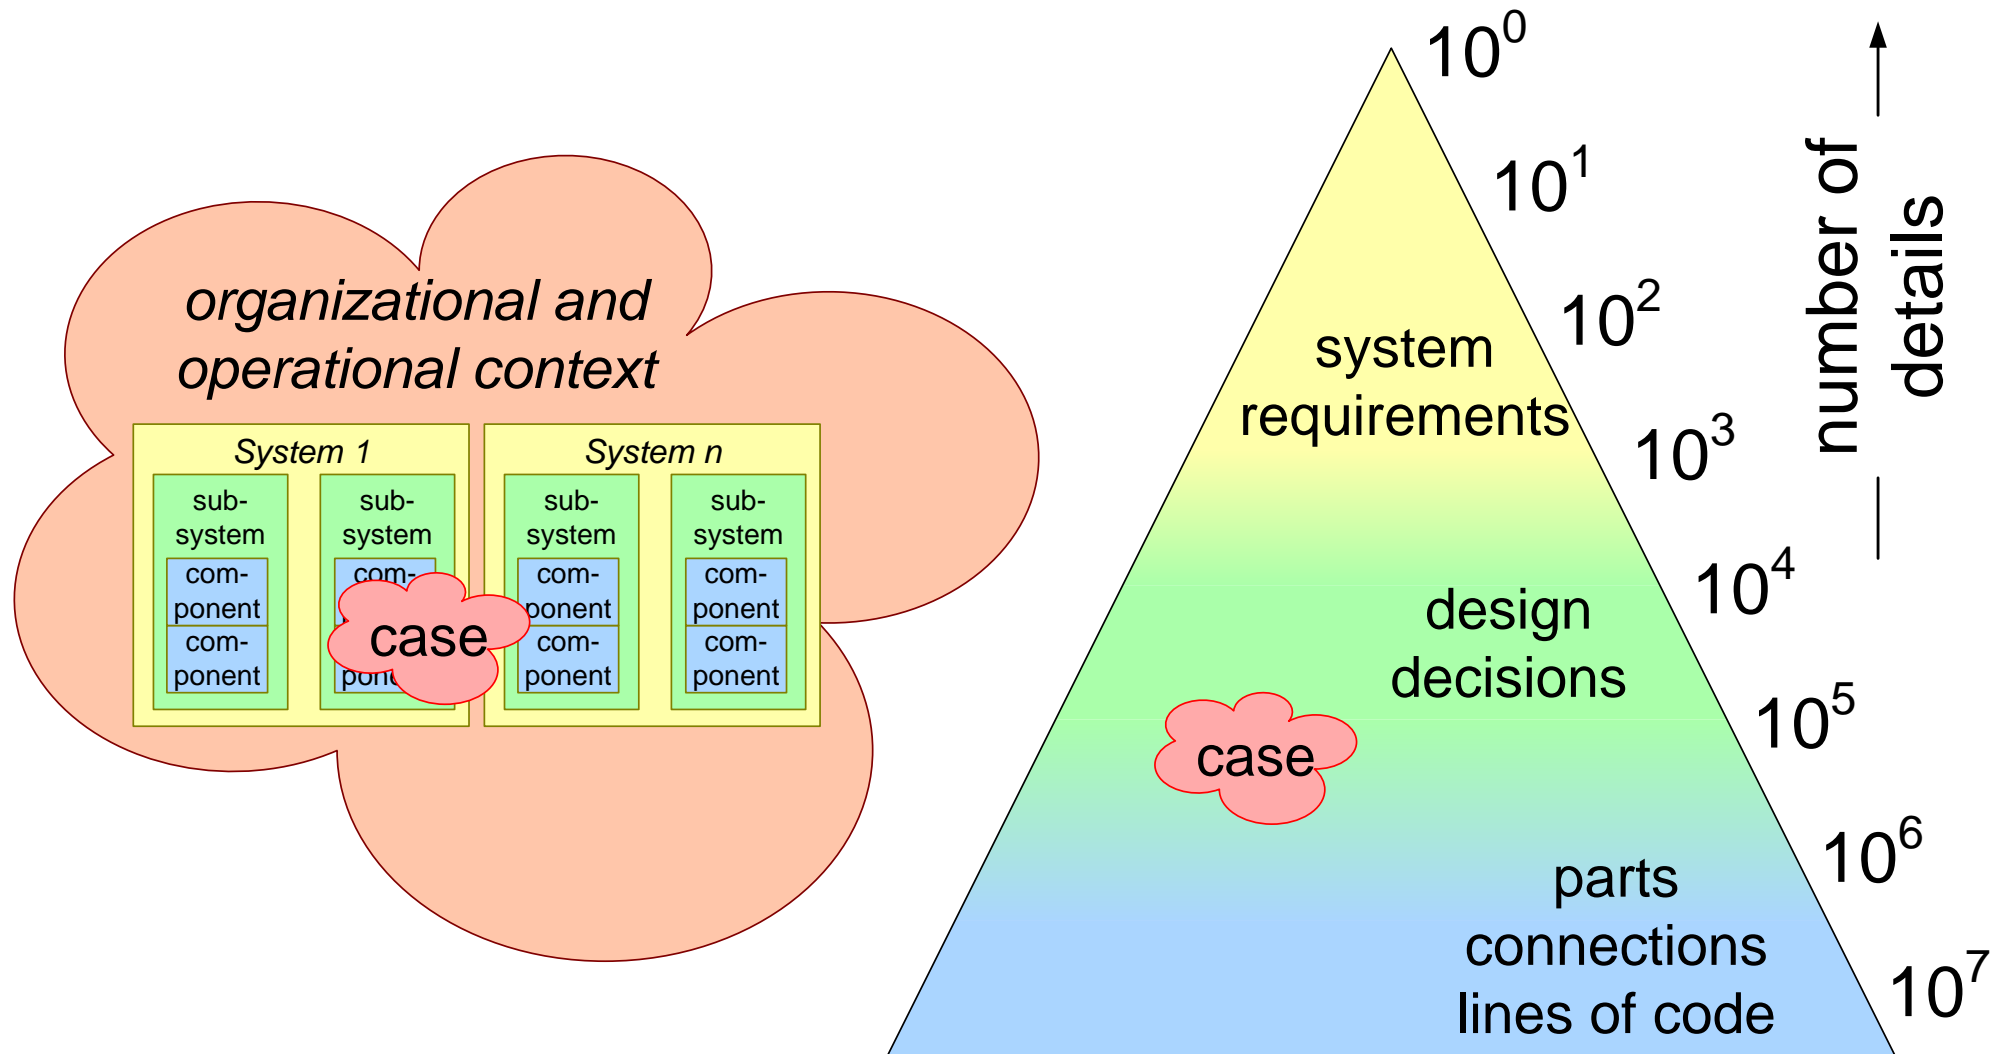 organizational and
operational context
System 1
sub-
system
com-
ponent
com-
ponent
sub-
system
com-
case
System n
sub-
system
com-
ponent
com-
ponent
sub-
system
com-
ponent
com-
ponent
10^0
10^1
10^2
10^3
10^4
10^5
10^6
10^7
system
requirements
design
decisions
case
parts
connections
lines of code
number of
details